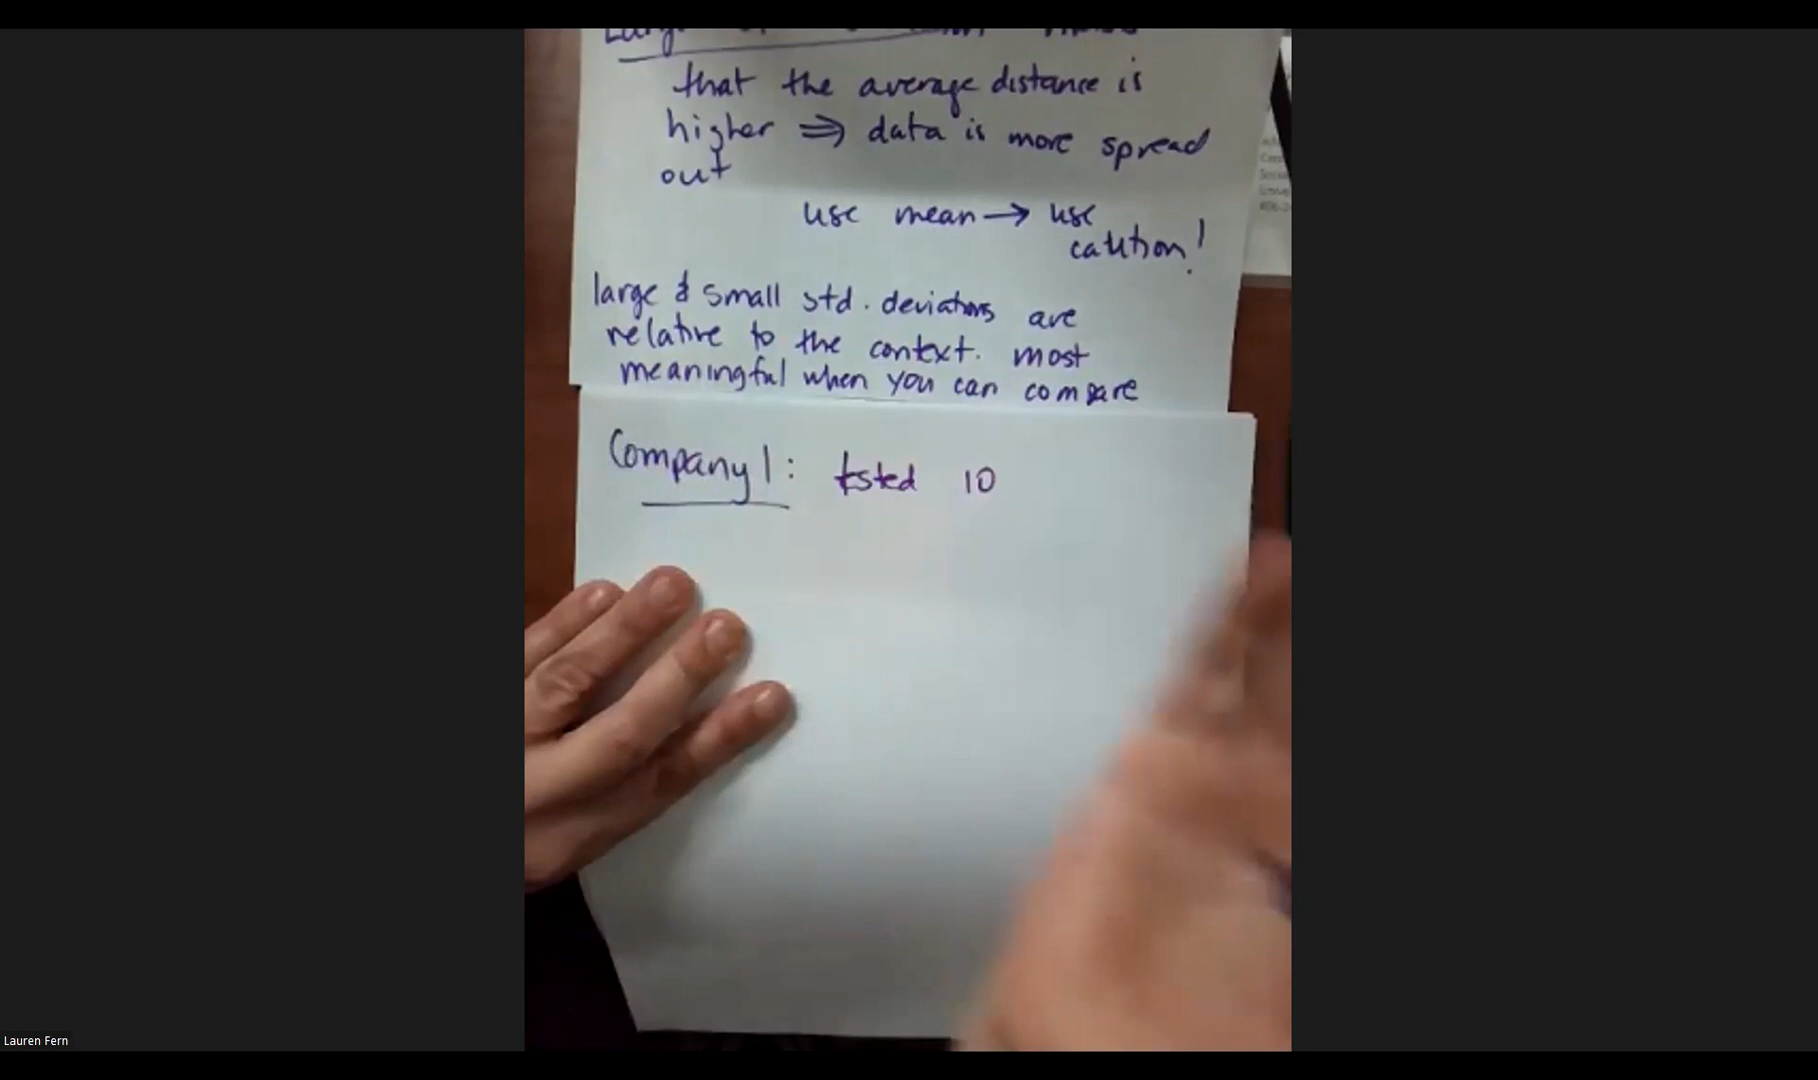 that the average distance is
higher ⇒ data is more spread
out
use mean → use
caution!
large & small std. deviations are
relative to the context. most
meaningful when you can compare
Company 1: tested 10
Lauren Fern